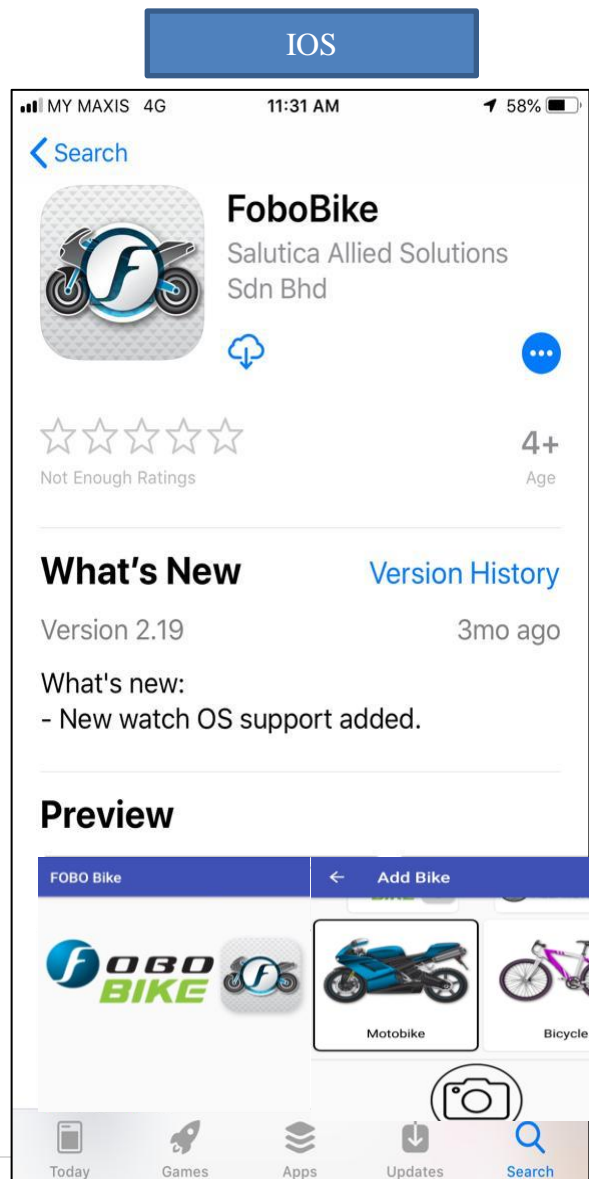 IOS
MY MAXIS 4G 11:31 AM 58%
Search
FoboBike
Salutica Allied Solutions
Sdn Bhd
Not Enough Ratings
4+
Age
What's New Version History
Version 2.19 3mo ago
What's new:
- New watch OS support added.
Preview
FOBO Bike
← Add Bike
FOBO
BIKE
Motobike
Bicycle
Today Games Apps Updates Search